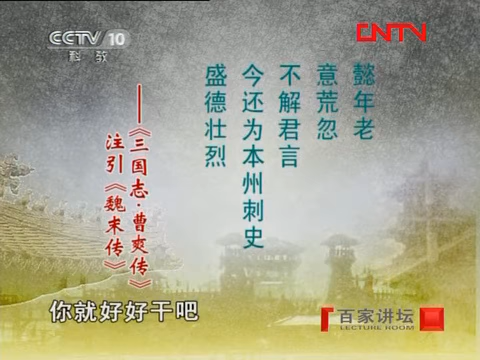 CCTV 10
科教
CNTV
懿年老
意荒忽
不解君言
今还为本州刺史
盛德壮烈
——《三国志·曹爽传》
注引《魏末传》
你就好好干吧
百家讲坛
LECTURE ROOM